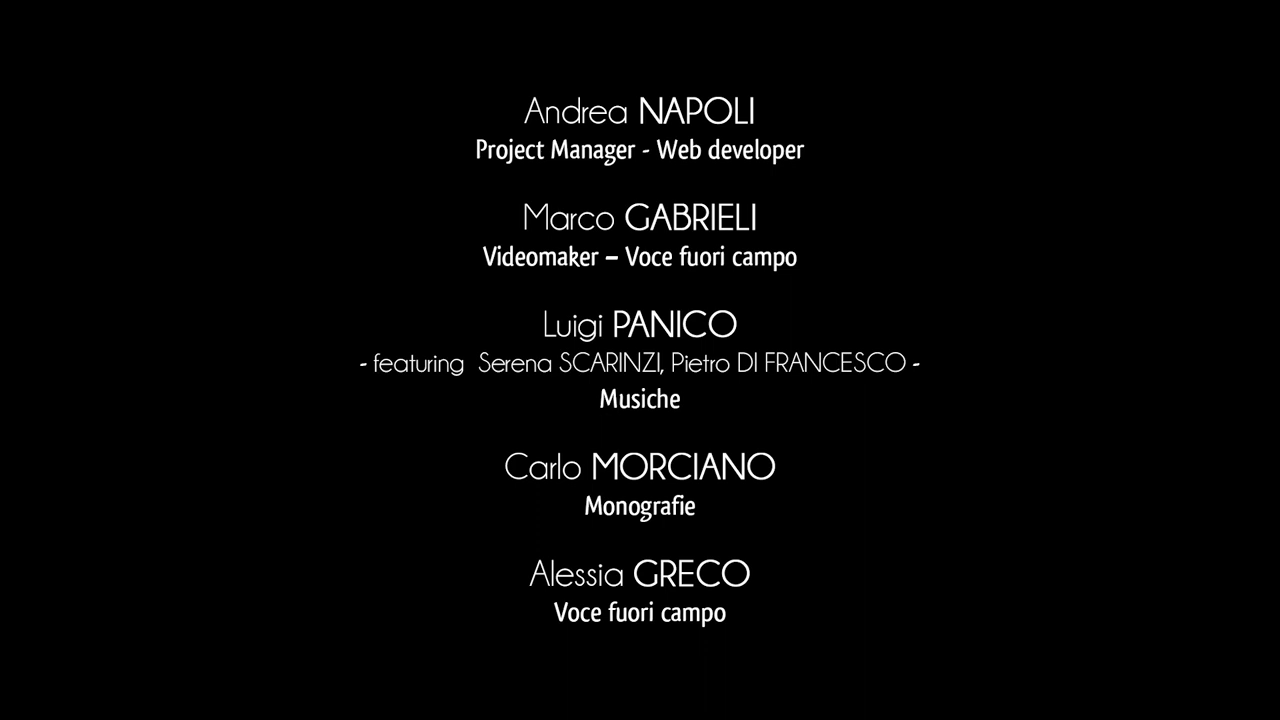 Andrea NAPOLI
Project Manager - Web developer
Marco GABRIELI
Videomaker – Voce fuori campo
Luigi PANICO
- featuring Serena SCARINZI, Pietro DI FRANCESCO -
Musiche
Carlo MORCIANO
Monografie
Alessia GRECO
Voce fuori campo